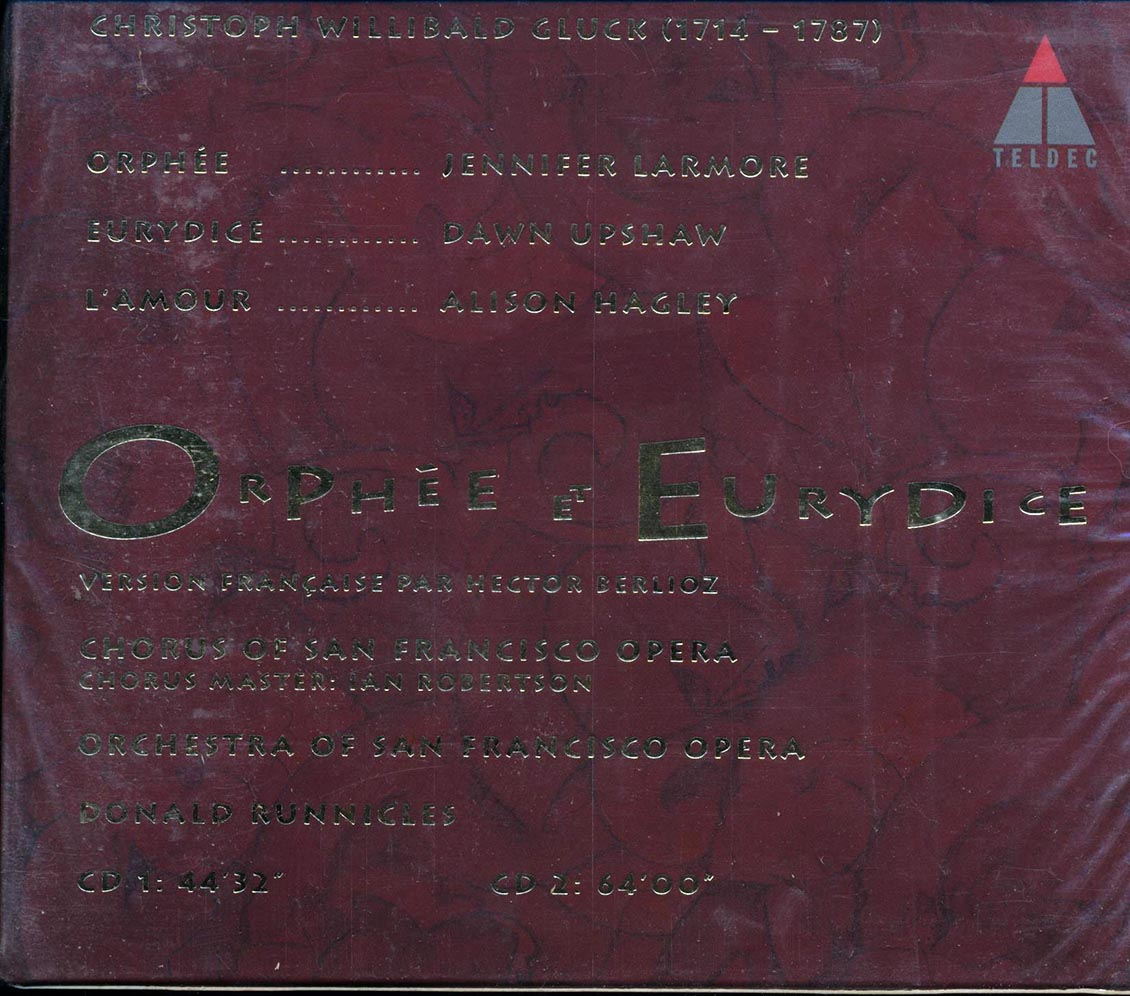 CHRISTOPH WILLIBALD GLUCK (1714 – 1787)
TELDEC
ORPHÉE ............ JENNIFER LARMORE
EURYDICE ............ DAWN UPSHAW
L'AMOUR ............ ALISON HAGLEY
ORPHÉE ET EURYDICE
VERSION FRANÇAISE PAR HECTOR BERLIOZ
CHORUS OF SAN FRANCISCO OPERA
CHORUS MASTER: IAN ROBERTSON
ORCHESTRA OF SAN FRANCISCO OPERA
DONALD RUNNICLES
CD 1: 44'32" CD 2: 64'00"